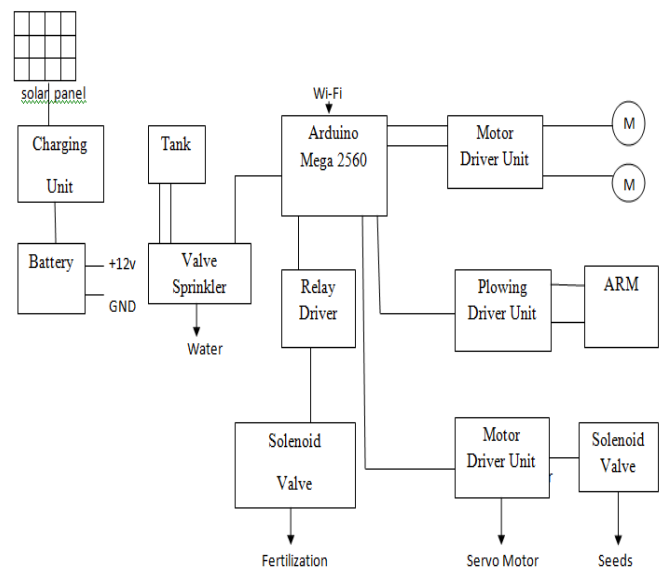 solar panel
Wi-Fi
Charging
Unit
Tank
Arduino
Mega 2560
Motor
Driver Unit
M
M
Battery
+12v
GND
Valve
Sprinkler
Water
Relay
Driver
Plowing
Driver Unit
ARM
Solenoid
Valve
Motor
Driver Unit
r
Solenoid
Valve
Fertilization
Servo Motor
Seeds